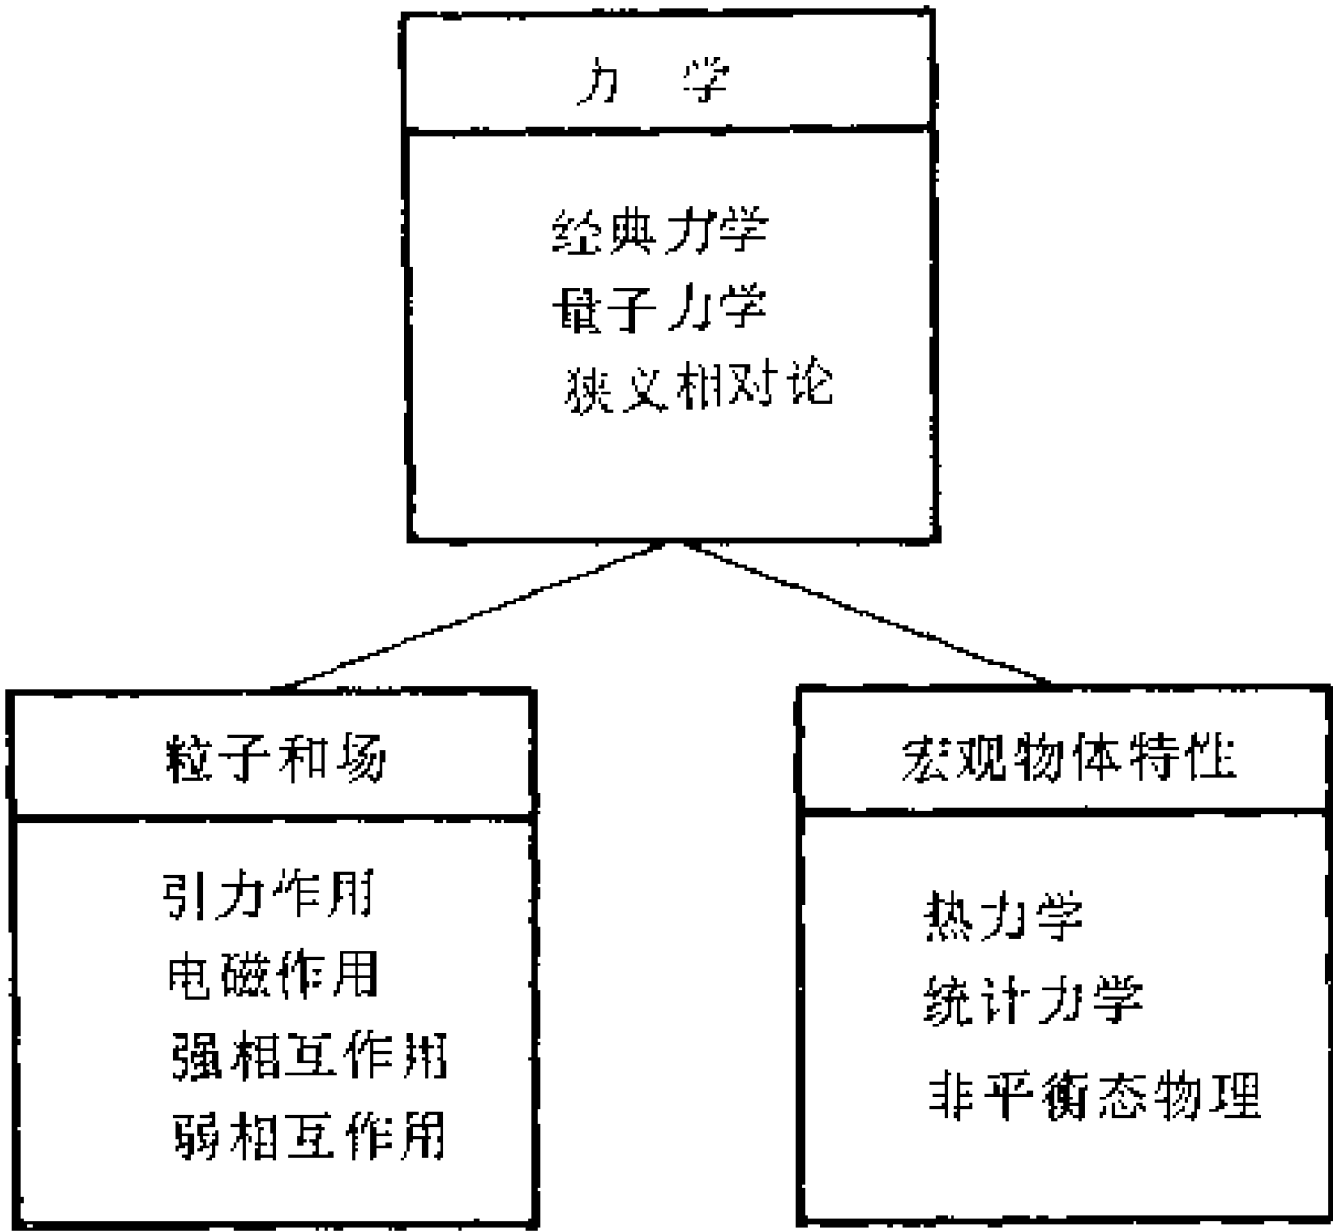 力 学
经典力学
量子力学
狭义相对论
粒子和场
引力作用
电磁作用
强相互作用
弱相互作用
宏观物体特性
热力学
统计力学
非平衡态物理